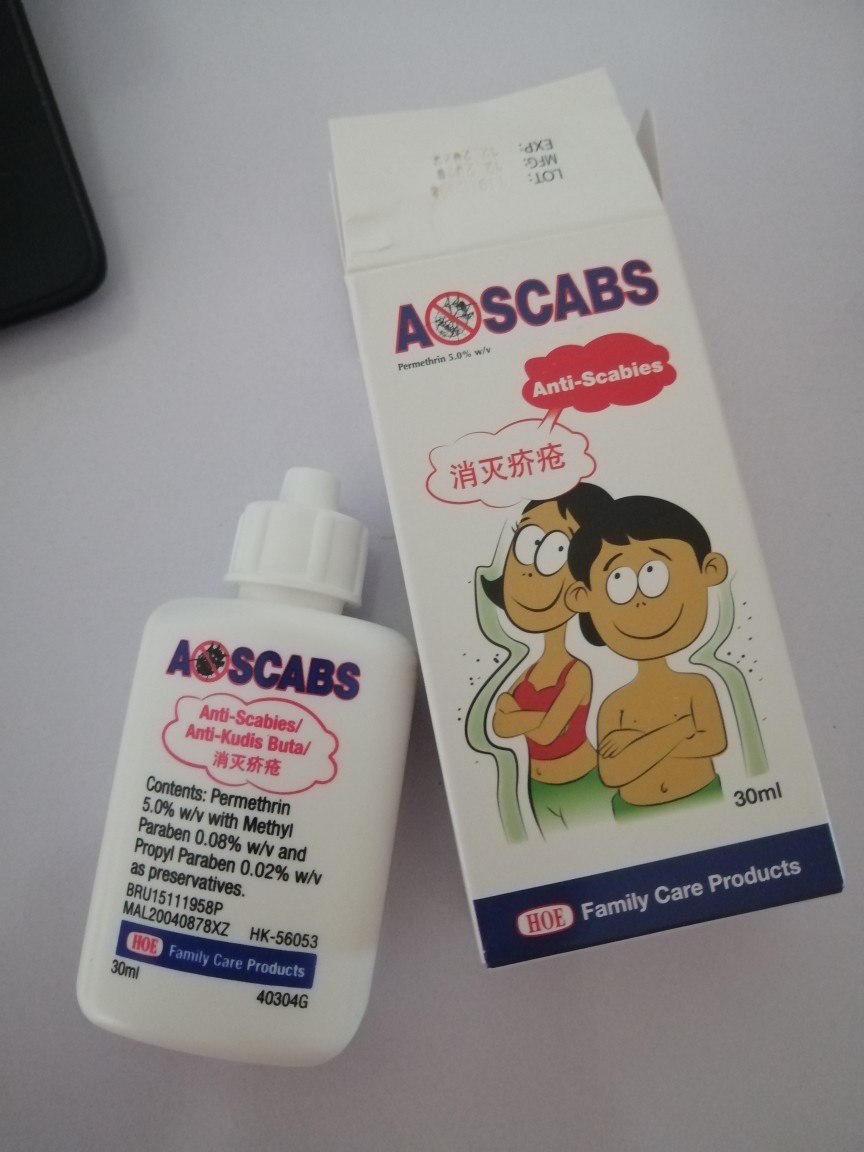 LOT:
MFG:
EXP:
A SCABS
Permethrin 5.0% w/v
Anti-Scabies
消灭疥疮
30ml
HOE Family Care Products
A SCABS
Anti-Scabies/
Anti-Kudis Buta/
消灭疥疮
Contents: Permethrin
5.0% w/v with Methyl
Paraben 0.08% w/v and
Propyl Paraben 0.02% w/v
as preservatives.
BRU15111958P
MAL20040878XZ HK-56053
HOE Family Care Products
30ml
40304G